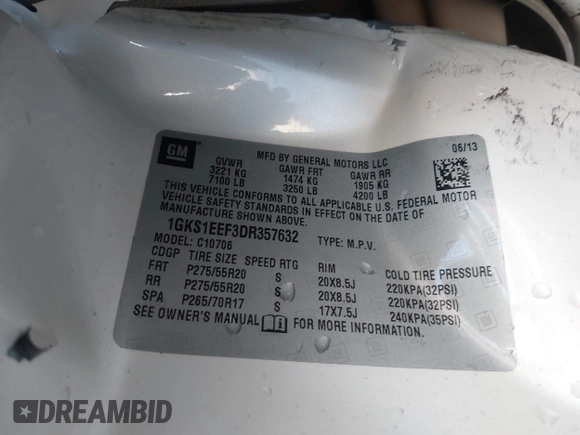 GM
MFD BY GENERAL MOTORS LLC
06/13
GVWR GAWR FRT GAWR RR
3221 KG 1474 KG 1905 KG
7100 LB 3250 LB 4200 LB
THIS VEHICLE CONFORMS TO ALL APPLICABLE U.S. FEDERAL MOTOR
VEHICLE SAFETY STANDARDS IN EFFECT ON THE DATE OF
MANUFACTURE SHOWN ABOVE.
1GKS1EEF3DR357632
MODEL: C10706 TYPE: M.P.V.
CDGP TIRE SIZE SPEED RTG RIM COLD TIRE PRESSURE
FRT P275/55R20 S 20X8.5J 220KPA(32PSI)
RR P275/55R20 S 20X8.5J 220KPA(32PSI)
SPA P265/70R17 S 17X7.5J 240KPA(35PSI)
SEE OWNER'S MANUAL FOR MORE INFORMATION.
DREAMBID